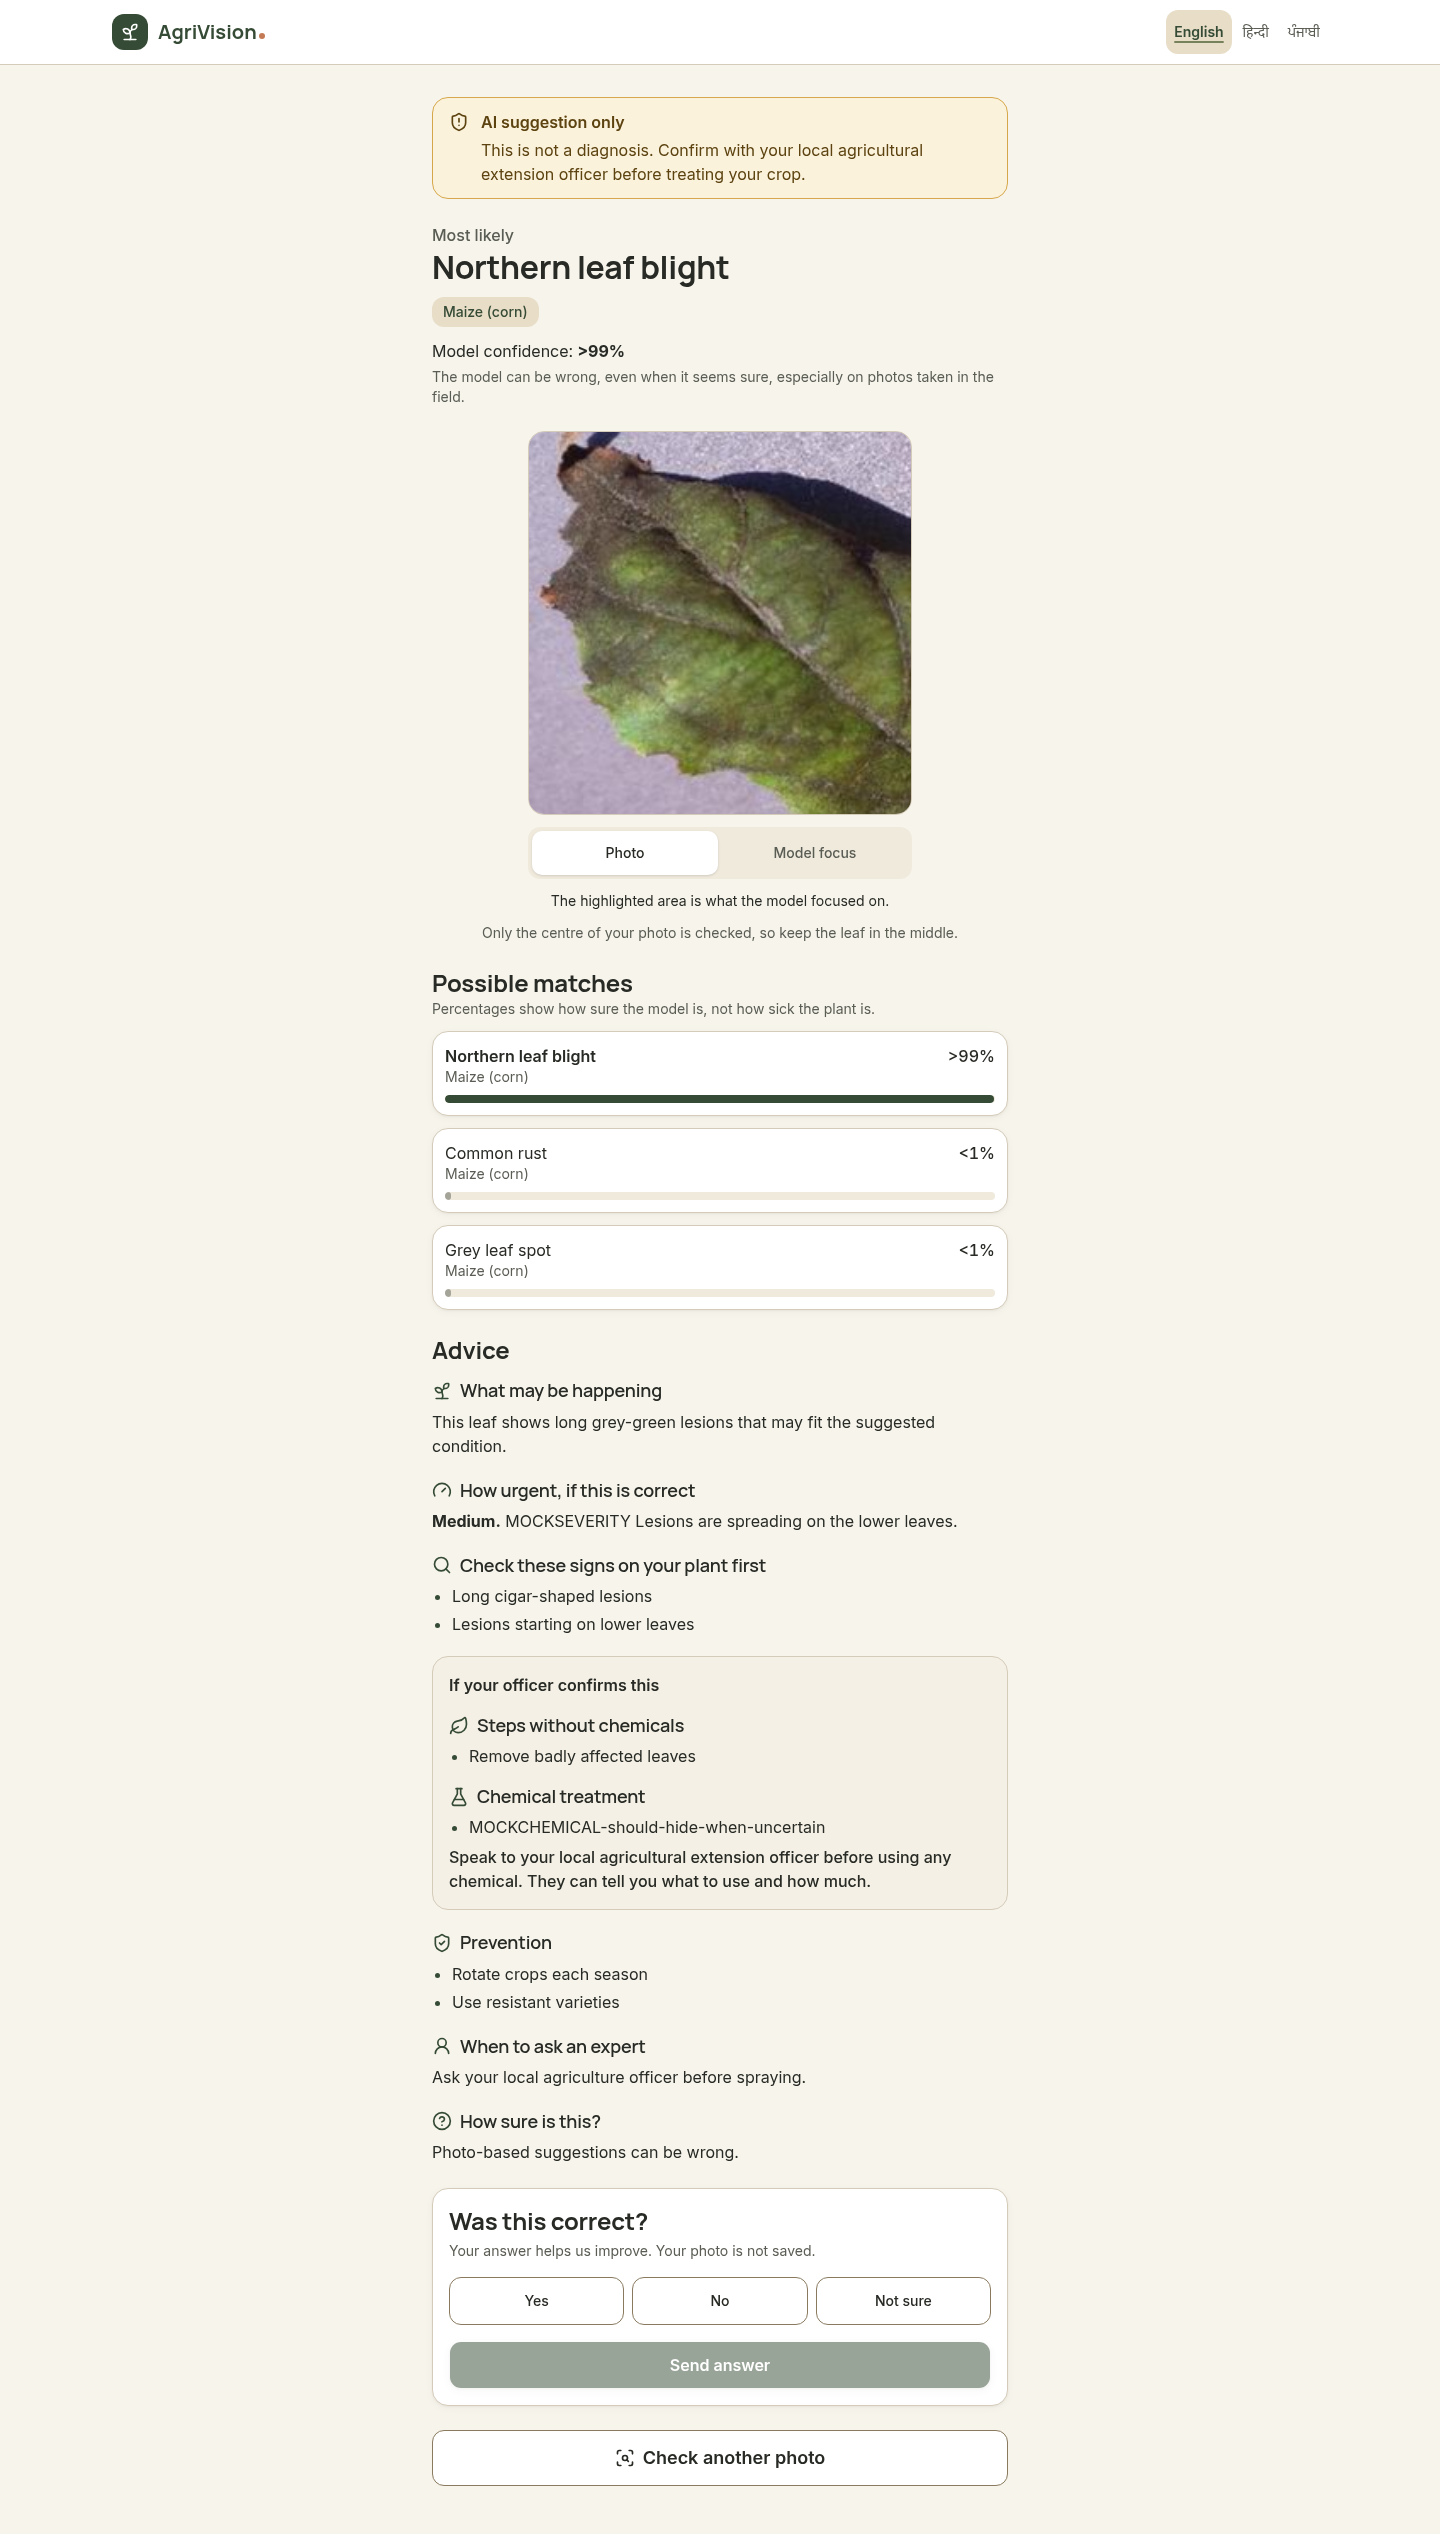 AgriVision
English हिन्दी ਪੰਜਾਬੀ
AI suggestion only
This is not a diagnosis. Confirm with your local agricultural
extension officer before treating your crop.
Most likely
Northern leaf blight
Maize (corn)
Model confidence: >99%
The model can be wrong, even when it seems sure, especially on photos taken in the
field.
Photo Model focus
The highlighted area is what the model focused on.
Only the centre of your photo is checked, so keep the leaf in the middle.
Possible matches
Percentages show how sure the model is, not how sick the plant is.
Northern leaf blight >99%
Maize (corn)
Common rust <1%
Maize (corn)
Grey leaf spot <1%
Maize (corn)
Advice
What may be happening
This leaf shows long grey-green lesions that may fit the suggested
condition.
How urgent, if this is correct
Medium. MOCKSEVERITY Lesions are spreading on the lower leaves.
Check these signs on your plant first
• Long cigar-shaped lesions
• Lesions starting on lower leaves
If your officer confirms this
Steps without chemicals
• Remove badly affected leaves
Chemical treatment
• MOCKCHEMICAL-should-hide-when-uncertain
Speak to your local agricultural extension officer before using any
chemical. They can tell you what to use and how much.
Prevention
• Rotate crops each season
• Use resistant varieties
When to ask an expert
Ask your local agriculture officer before spraying.
How sure is this?
Photo-based suggestions can be wrong.
Was this correct?
Your answer helps us improve. Your photo is not saved.
Yes No Not sure
Send answer
Check another photo